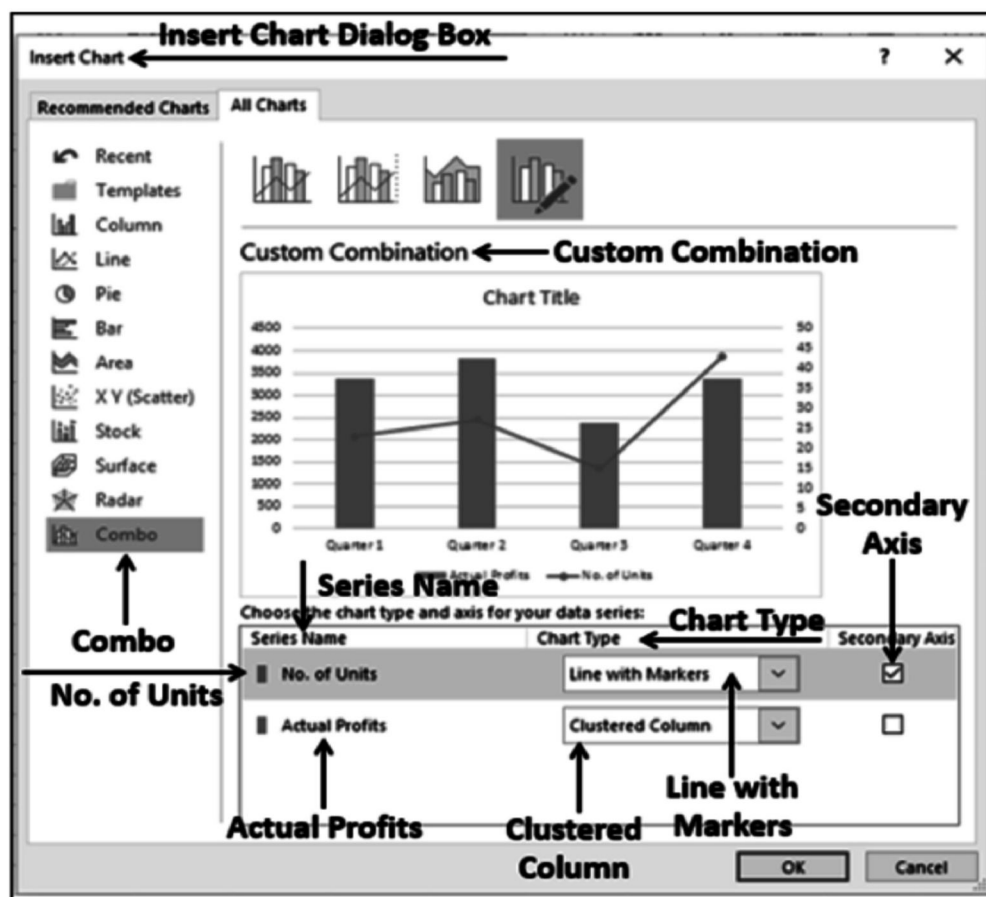 Insert Chart Dialog Box
Insert Chart
?
Recommended Charts
All Charts
Recent
Templates
Column
Line
Pie
Bar
Area
X Y (Scatter)
Stock
Surface
Radar
Combo
Custom Combination
Custom Combination
Chart Title
4500
4000
3500
3000
2500
2000
1500
1000
500
0
50
45
40
35
30
25
20
15
10
5
0
Quarter 1 Quarter 2 Quarter 3 Quarter 4
Actual Profits No. of Units
Secondary
Axis
Series Name
Combo
No. of Units
Choose the chart type and axis for your data series:
Chart Type
Series Name Chart Type Secondary Axis
No. of Units Line with Markers
Actual Profits Clustered Column
Actual Profits
Clustered
Column
Line with
Markers
OK Cancel